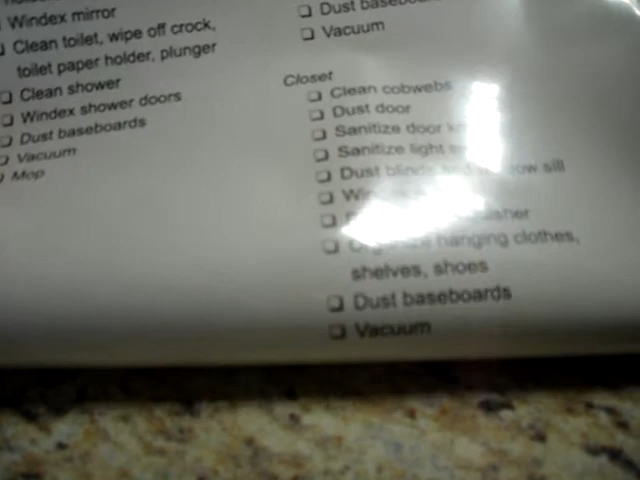 Windex mirror
Clean toilet, wipe off crock,
toilet paper holder, plunger
Clean shower
Windex shower doors
Dust baseboards
Vacuum
Mop
Dust
Vacuum
Closet
Clean cobwebs
Dust door
Sanitize door
Sanitize light
Dust blinds sill
hanging clothes,
shelves, shoes
Dust baseboards
Vacuum